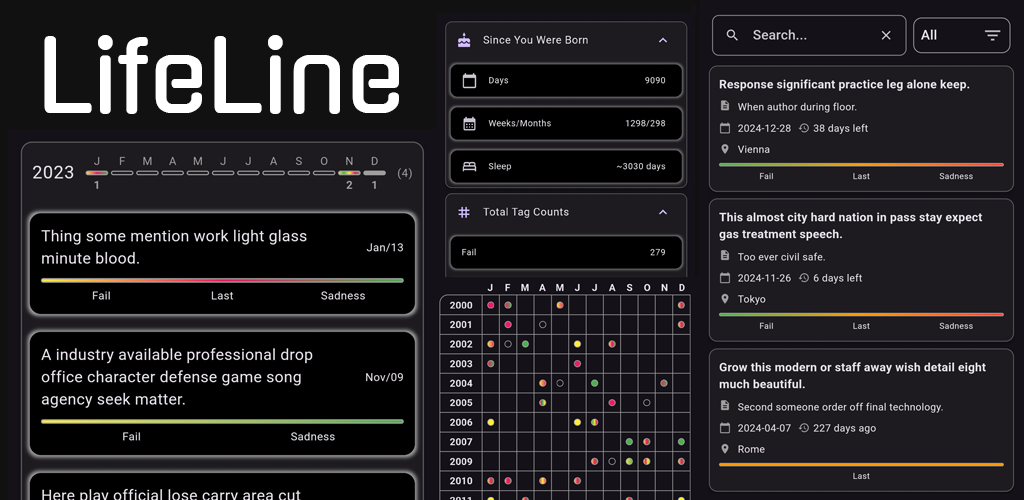 LifeLine
2023
J F M A M J J A S O N D
(4)
1 2 1
Thing some mention work light glass
minute blood.
Jan/13
Fail Last Sadness
A industry available professional drop
office character defense game song
agency seek matter.
Nov/09
Fail Sadness
Here play official lose carry area cut
Since You Were Born
Days 9090
Weeks/Months 1298/298
Sleep ~3030 days
Total Tag Counts
Fail 279
J F M A M J J A S O N D
2000
2001
2002
2003
2004
2005
2006
2007
2009
2010
2011
Search...
All
Response significant practice leg alone keep.
When author during floor.
2024-12-28 38 days left
Vienna
Fail Last Sadness
This almost city hard nation in pass stay expect
gas treatment speech.
Too ever civil safe.
2024-11-26 6 days left
Tokyo
Fail Last Sadness
Grow this modern or staff away wish detail eight
much beautiful.
Second someone order off final technology.
2024-04-07 227 days ago
Rome
Last